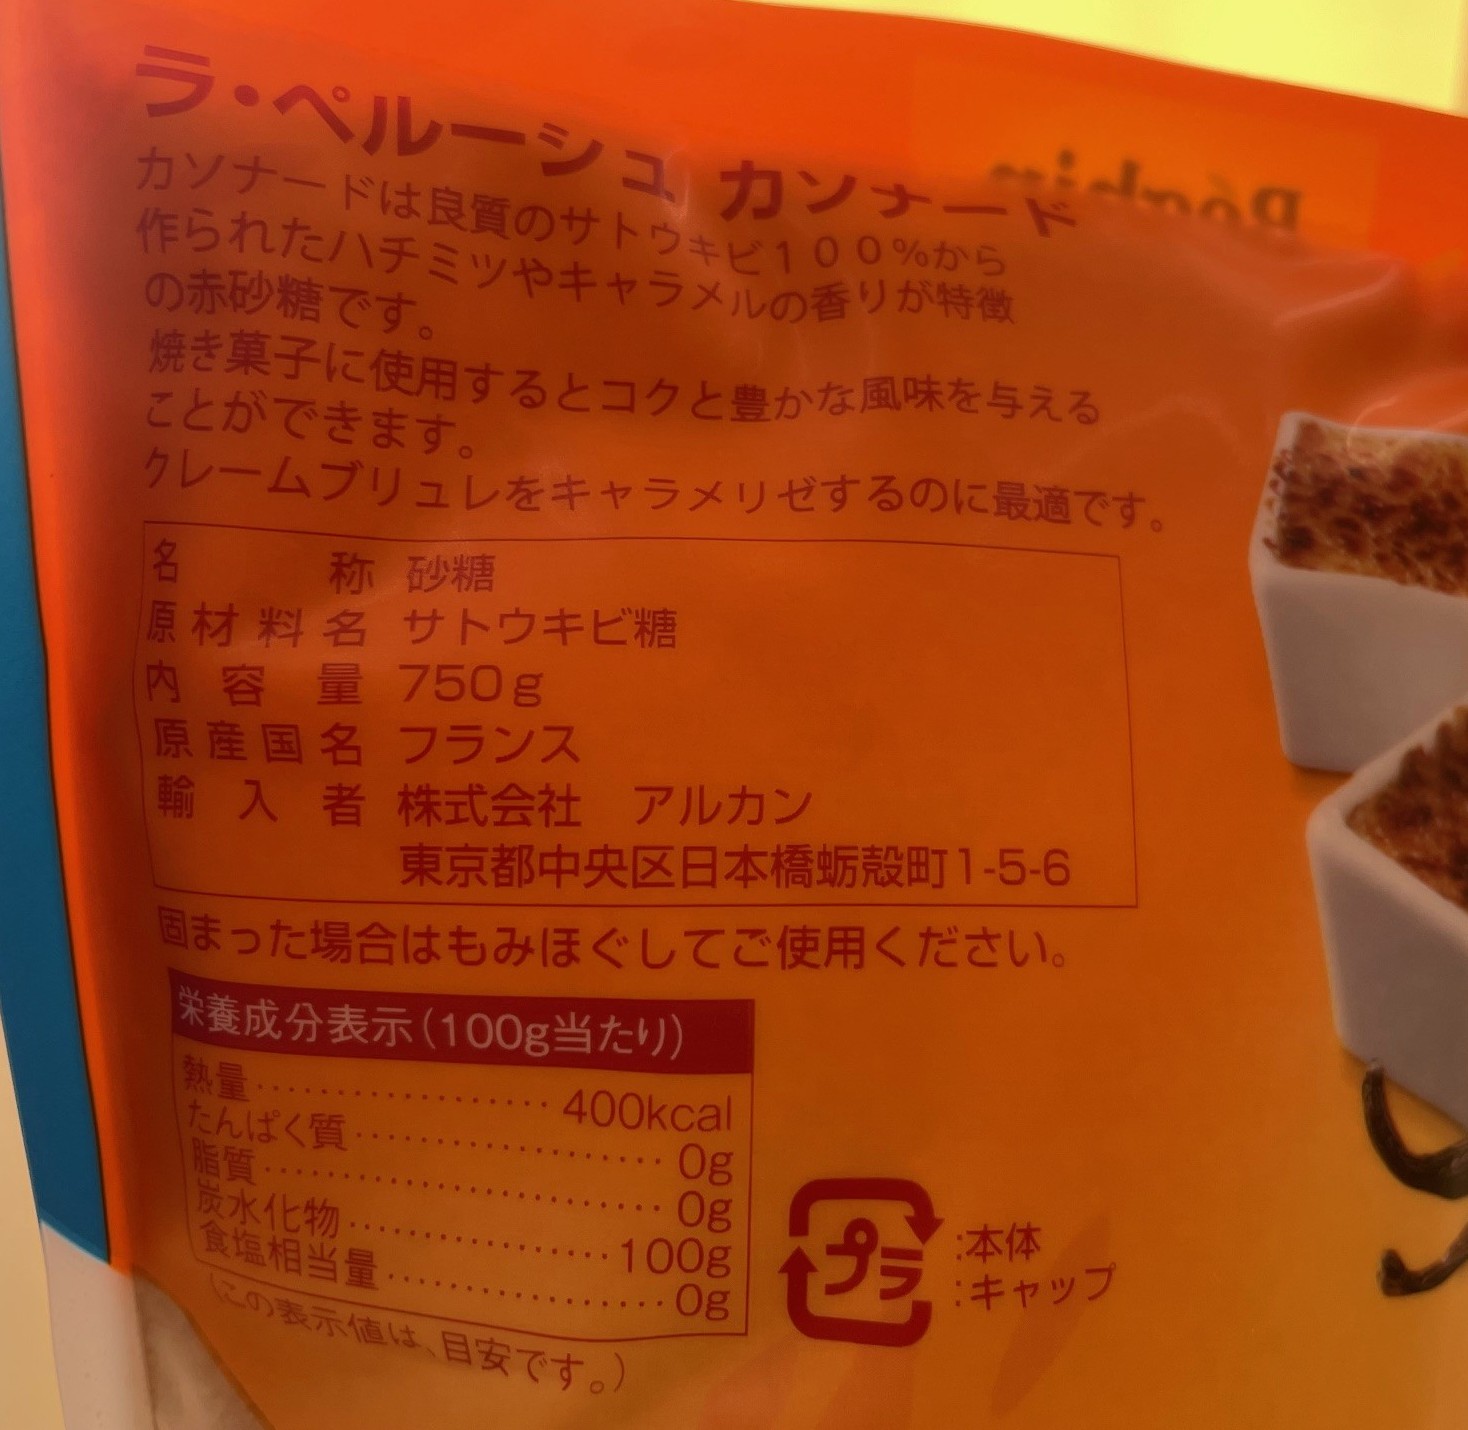 ラ・ペルーシュ カソナード
カソナードは良質のサトウキビ100%から
作られたハチミツやキャラメルの香りが特徴
の赤砂糖です。
焼き菓子に使用するとコクと豊かな風味を与える
ことができます。
クレームブリュレをキャラメリゼするのに最適です。
名称 砂糖
原材料名 サトウキビ糖
内容量 750g
原産国名 フランス
輸入者 株式会社 アルカン
東京都中央区日本橋蛎殻町1-5-6
固まった場合はもみほぐしてご使用ください。
栄養成分表示(100g当たり)
熱量 400kcal
たんぱく質 0g
脂質 0g
炭水化物 100g
食塩相当量 0g
(この表示値は、目安です。)
プラ :本体
:キャップ